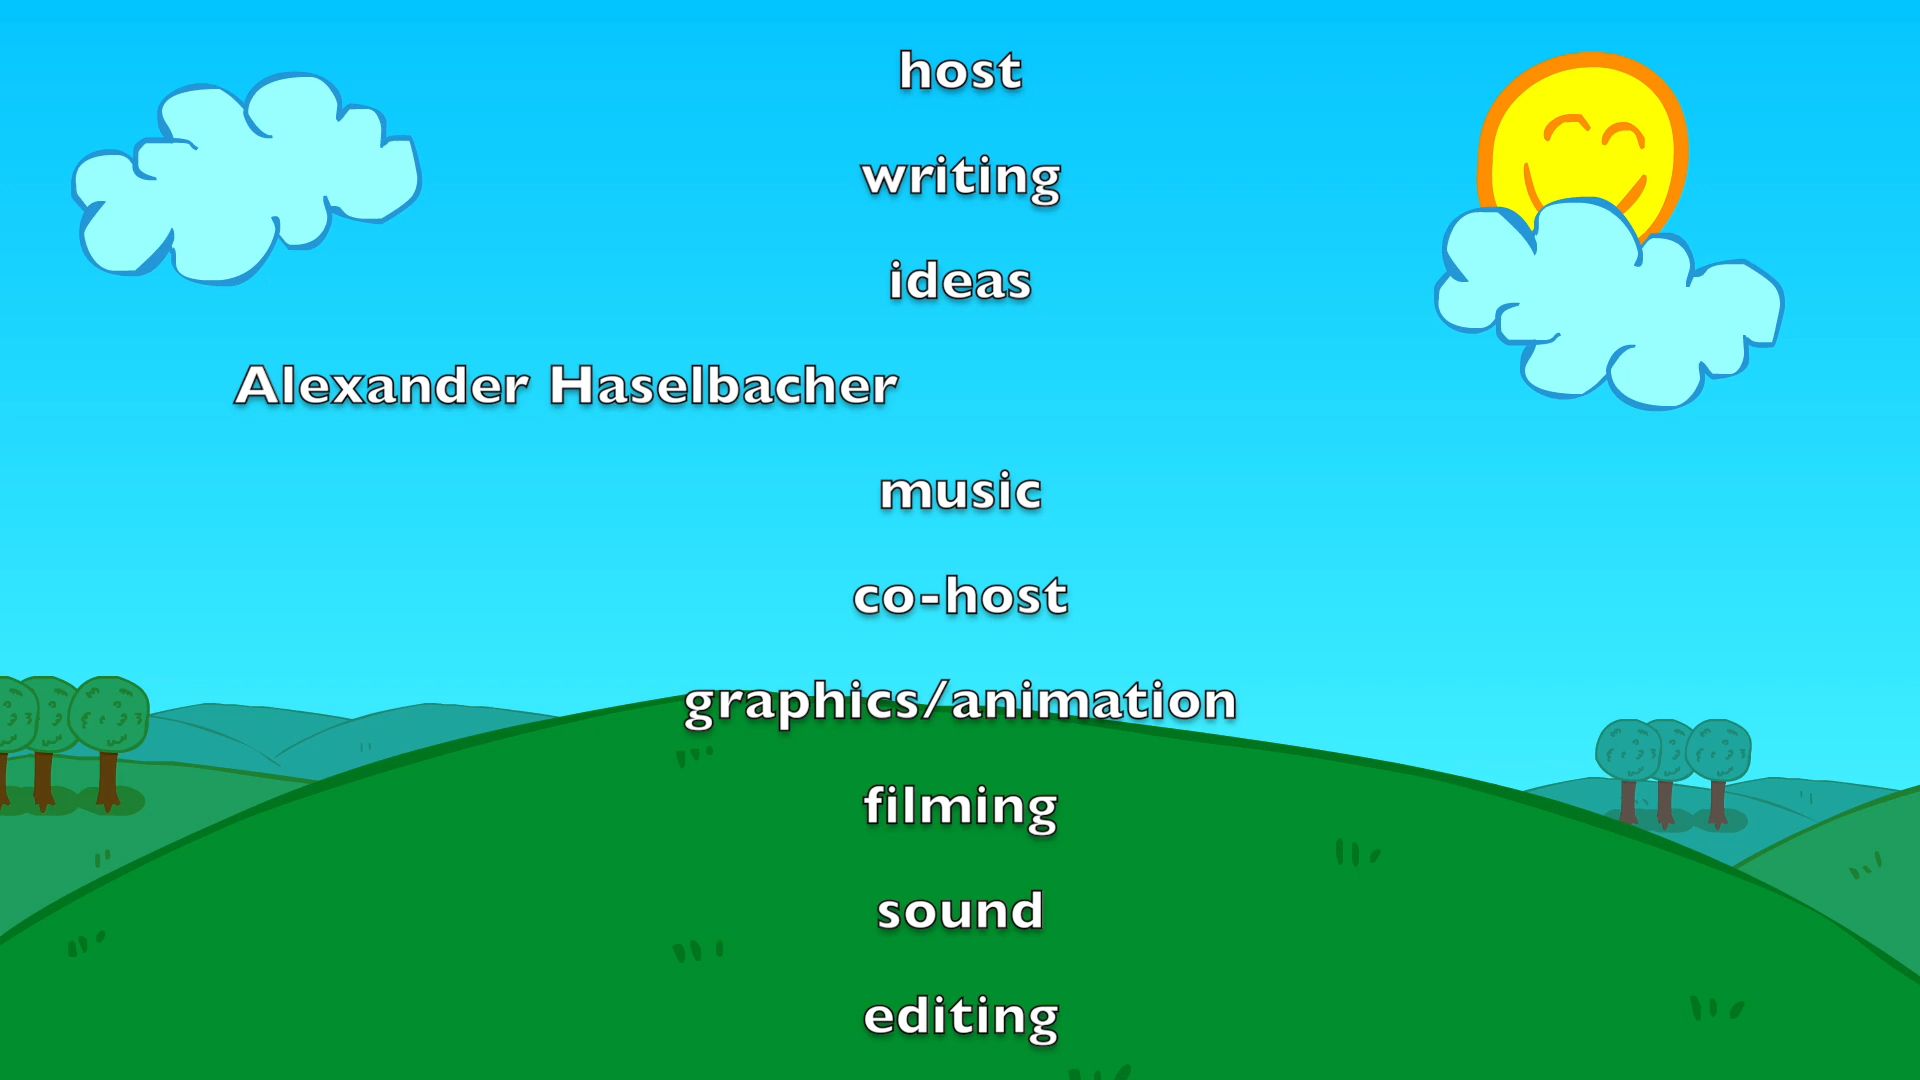 host
writing
ideas
Alexander Haselbacher
music
co-host
graphics/animation
filming
sound
editing